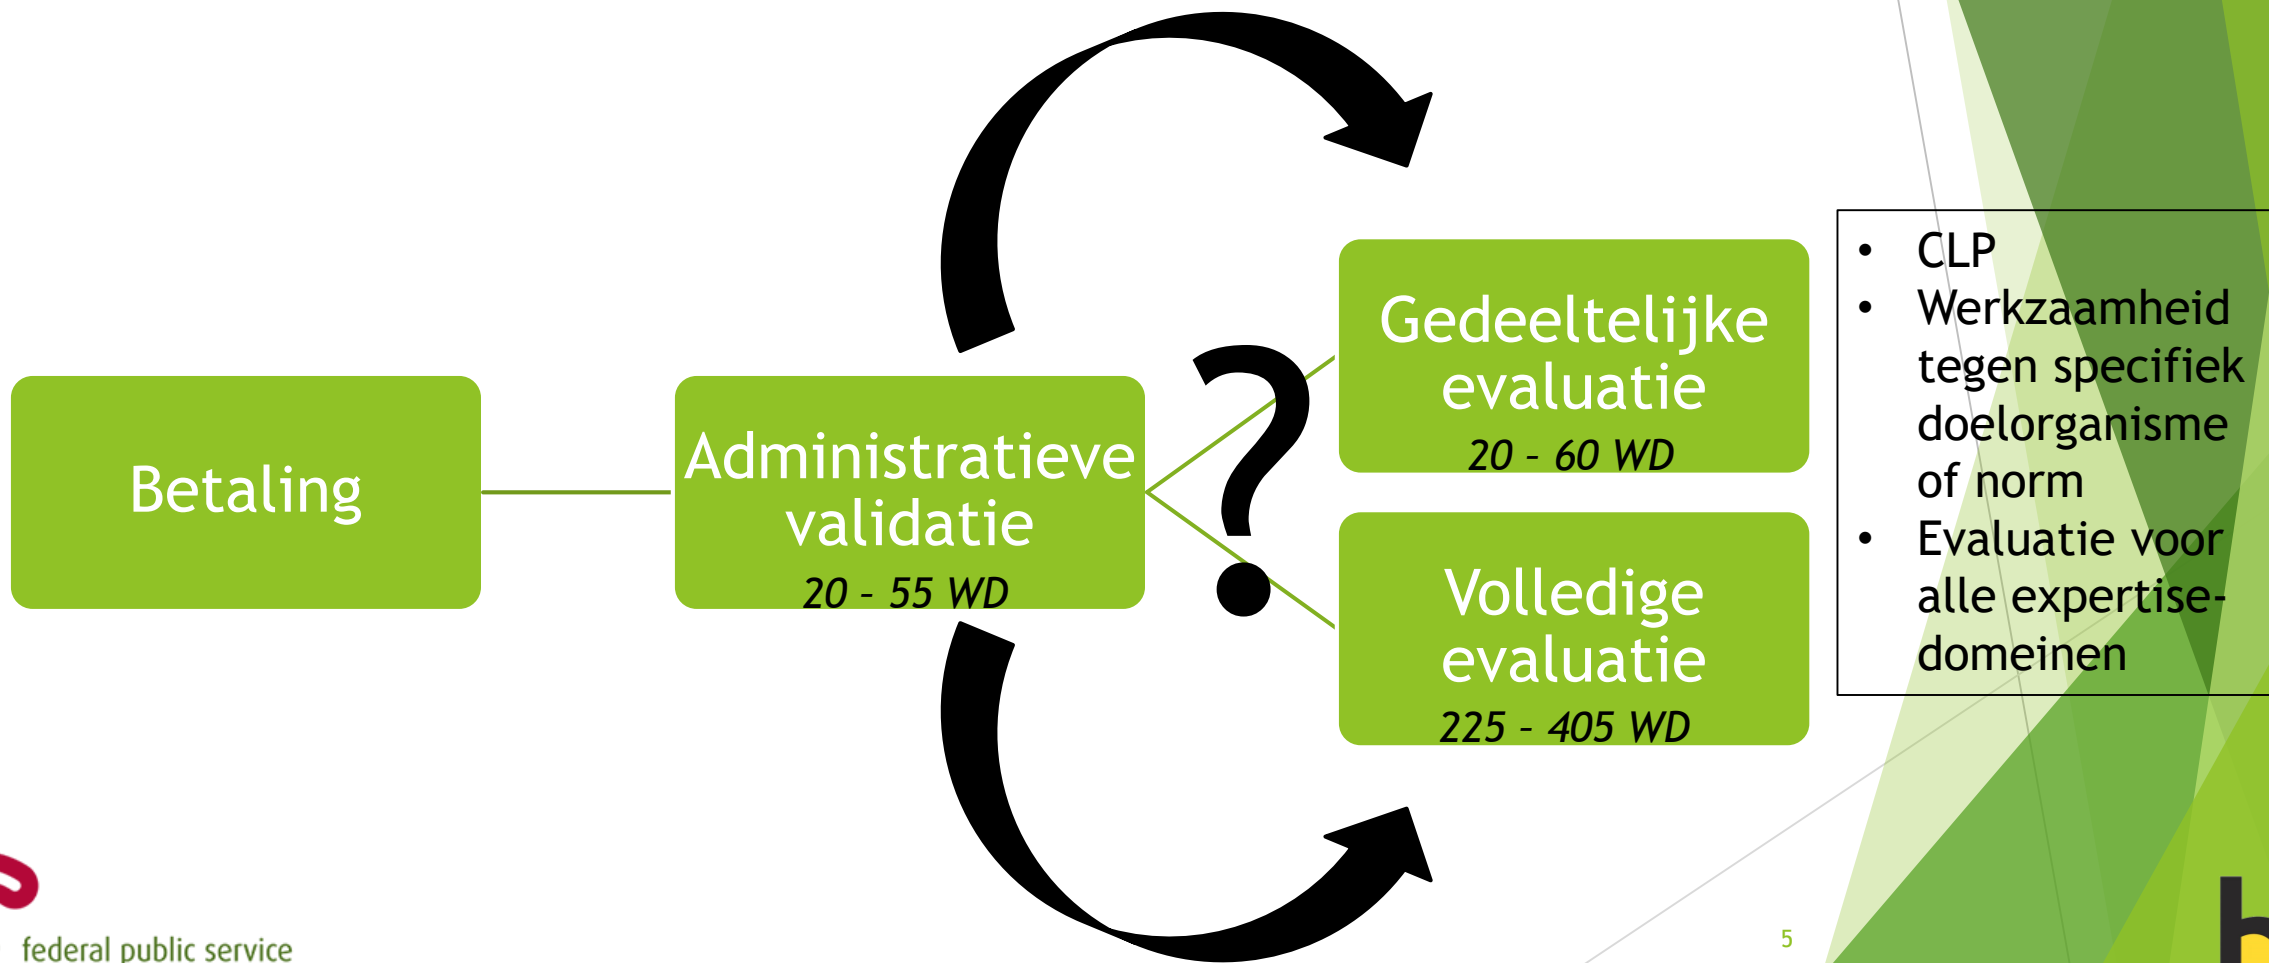 Betaling
Administratieve
validatie
20 – 55 WD
?
Gedeeltelijke
evaluatie
20 – 60 WD
Volledige
evaluatie
225 – 405 WD
• CLP
• Werkzaamheid
tegen specifiek
doelorganisme
of norm
• Evaluatie voor
alle expertise-
domeinen
federal public service
5